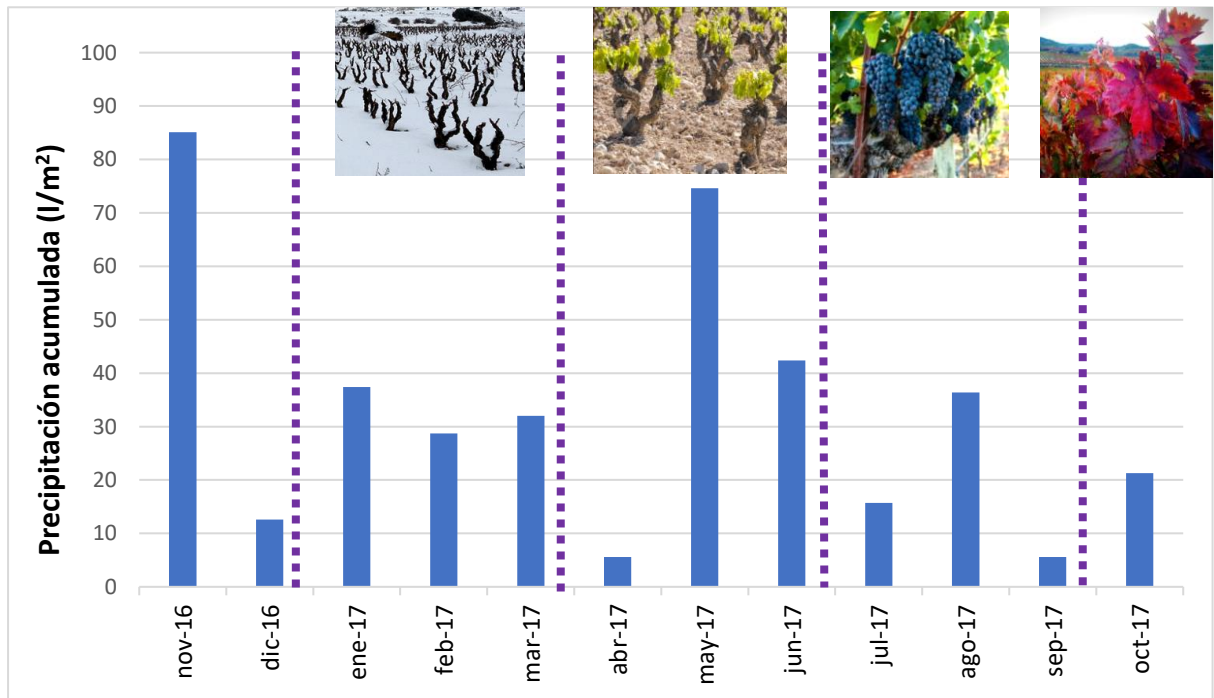 Precipitación acumulada (l/m²)
100
90
80
70
60
50
40
30
20
10
0
nov-16
dic-16
ene-17
feb-17
mar-17
abr-17
may-17
jun-17
jul-17
ago-17
sep-17
oct-17